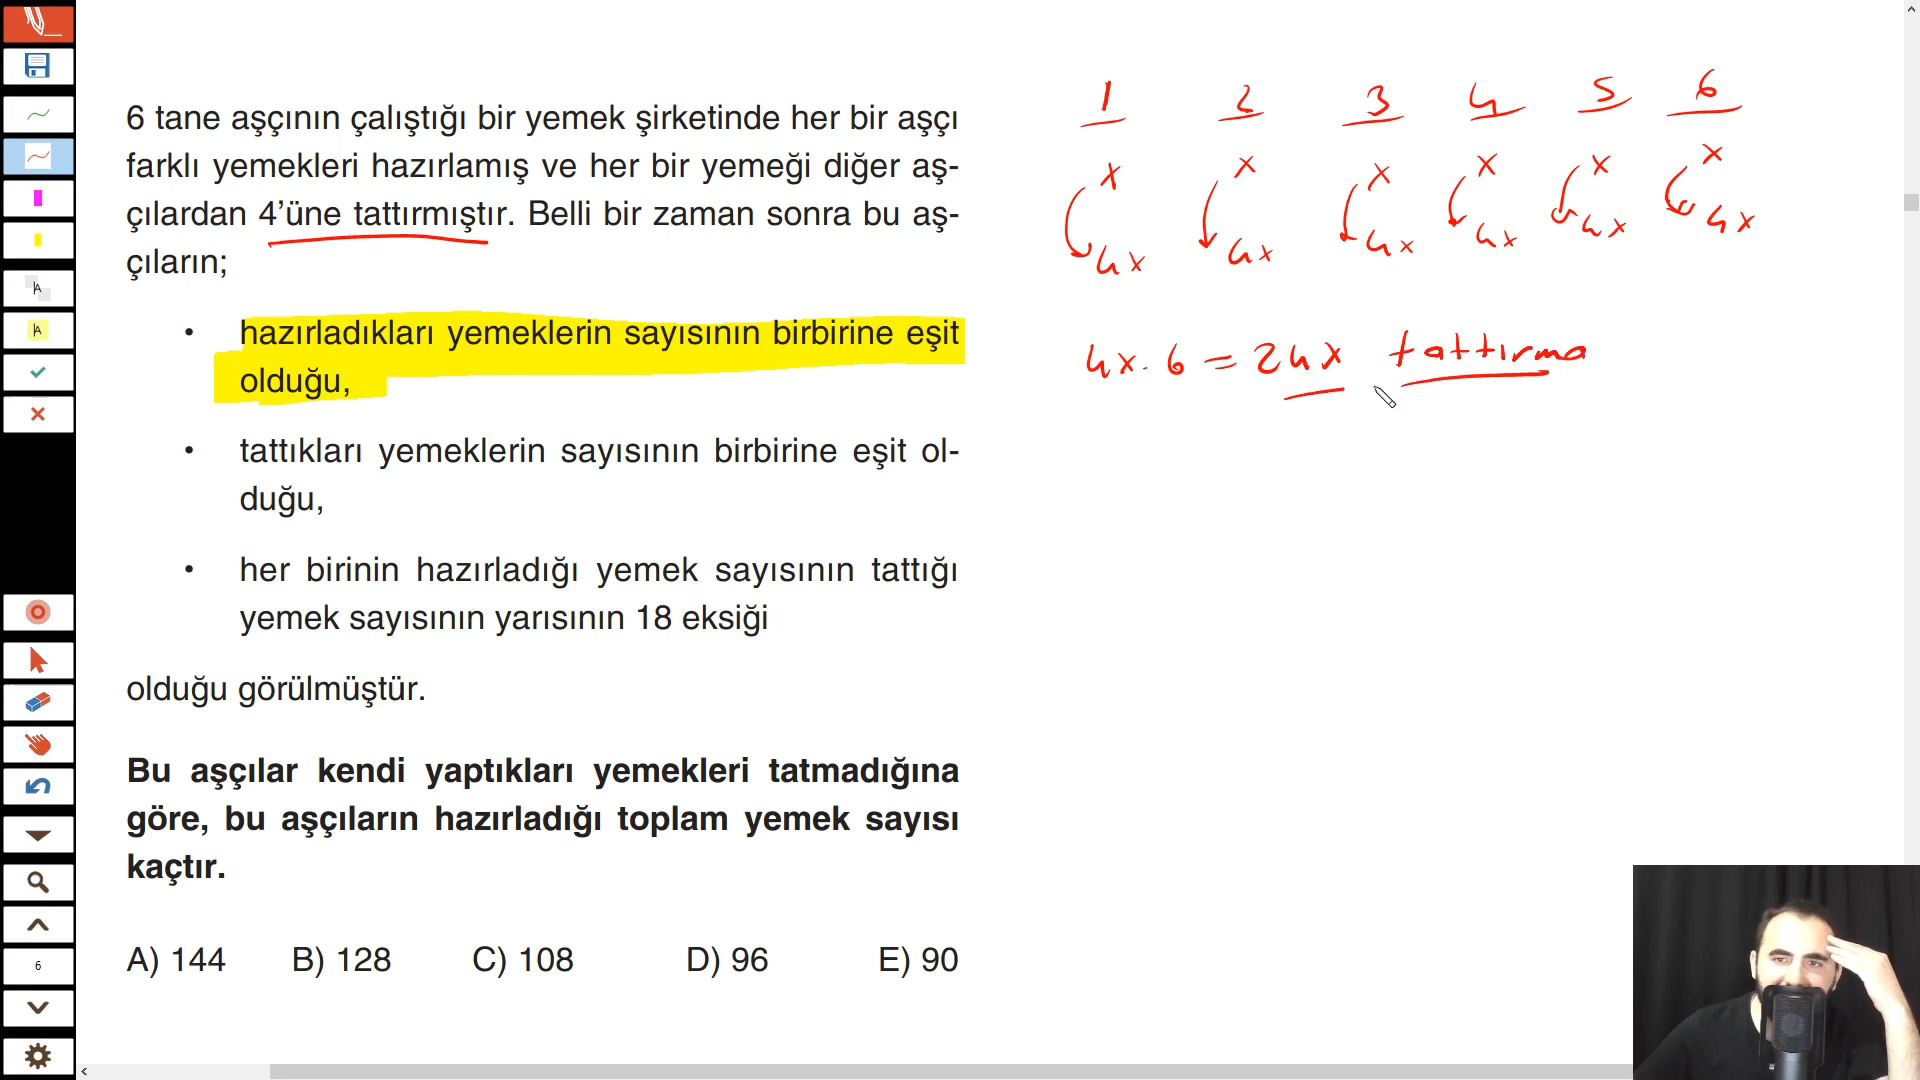 6 tane aşçının çalıştığı bir yemek şirketinde her bir aşçı
farklı yemekleri hazırlamış ve her bir yemeği diğer aş-
çılardan 4'üne tattırmıştır. Belli bir zaman sonra bu aş-
çıların;
• hazırladıkları yemeklerin sayısının birbirine eşit
olduğu,
• tattıkları yemeklerin sayısının birbirine eşit ol-
duğu,
• her birinin hazırladığı yemek sayısının tattığı
yemek sayısının yarısının 18 eksiği
olduğu görülmüştür.
Bu aşçılar kendi yaptıkları yemekleri tatmadığına
göre, bu aşçıların hazırladığı toplam yemek sayısı
kaçtır.
A) 144 B) 128 C) 108 D) 96 E) 90
1 2 3 4 5 6
x x x x x x
4x 4x 4x 4x 4x 4x
4x . 6 = 24x tattırma
A
A
6